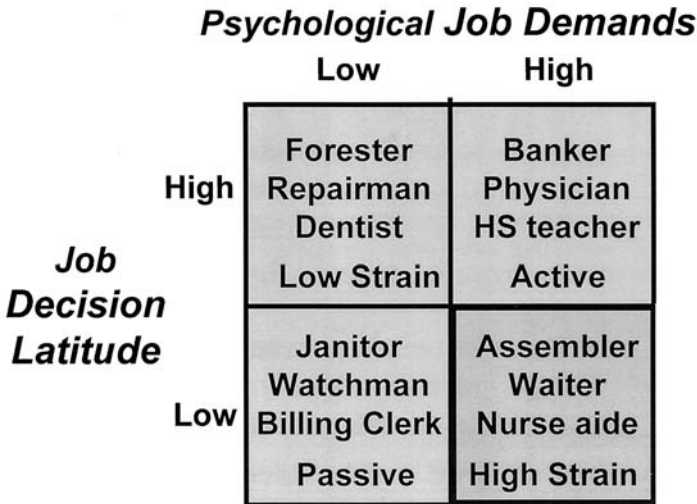 Psychological Job Demands
Low High
High
Forester
Repairman
Dentist
Low Strain
Banker
Physician
HS teacher
Active
Job
Decision
Latitude
Low
Janitor
Watchman
Billing Clerk
Passive
Assembler
Waiter
Nurse aide
High Strain